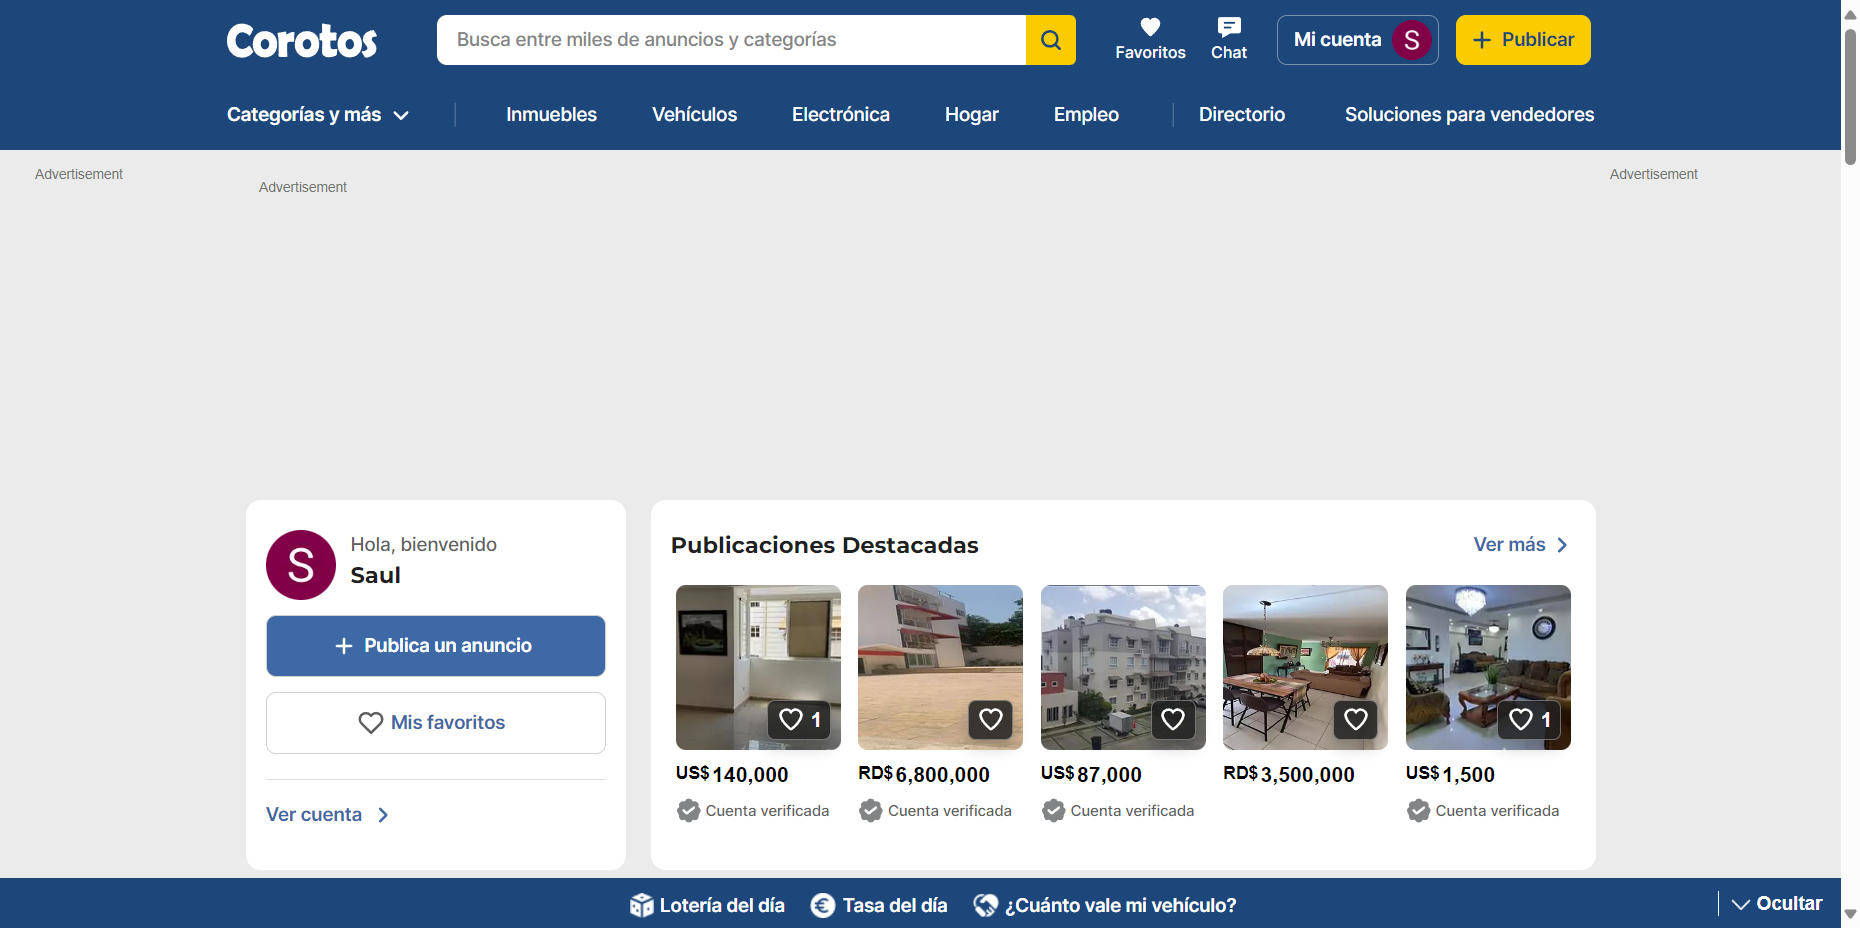 Corotos
Busca entre miles de anuncios y categorías
Favoritos
Chat
Mi cuenta
S
Publicar
Categorías y más
Inmuebles
Vehículos
Electrónica
Hogar
Empleo
Directorio
Soluciones para vendedores
Advertisement
Advertisement
Advertisement
S
Hola, bienvenido
Saul
Publica un anuncio
Mis favoritos
Ver cuenta
Publicaciones Destacadas
Ver más
1
1
US$ 140,000
RD$ 6,800,000
US$ 87,000
RD$ 3,500,000
US$ 1,500
Cuenta verificada
Cuenta verificada
Cuenta verificada
Cuenta verificada
Lotería del día
Tasa del día
¿Cuánto vale mi vehículo?
Ocultar